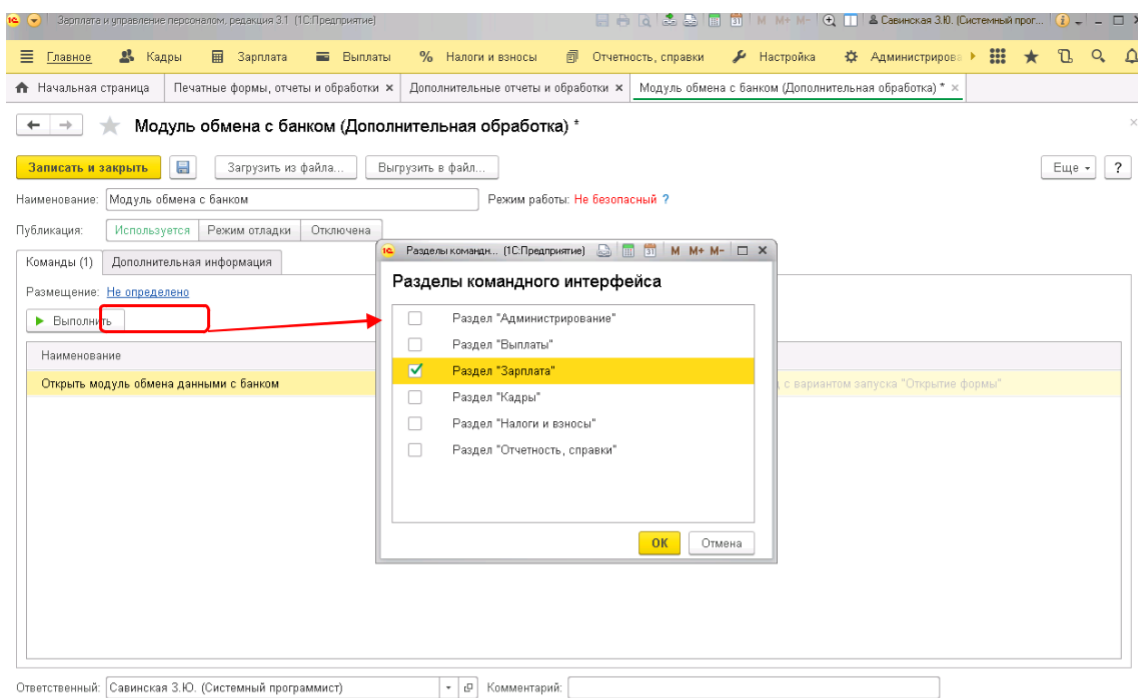 Зарплата и управление персоналом, редакция 3.1 (1С:Предприятие) M M+ M- Савинская З.Ю. (Системный прог...
Главное Кадры Зарплата Выплаты % Налоги и взносы Отчетность, справки Настройка
Начальная страница Печатные формы, отчеты и обработки × Дополнительные отчеты и обработки × Модуль обмена с банком (Дополнительная обработка) * ×
Модуль обмена с банком (Дополнительная обработка) *
Записать и закрыть Загрузить из файла... Выгрузить в файл... Еще ?
Наименование: Модуль обмена с банком Режим работы: Не безопасный ?
Публикация: Используется Режим отладки Отключена
Разделы командн... (1С:Предприятие) M M+ M-
Команды (1) Дополнительная информация
Разделы командного интерфейса
Размещение: Не определено
Раздел "Администрирование"
Выполнить
Раздел "Выплаты"
Наименование
Раздел "Зарплата"
Открыть модуль обмена данными с банком с вариантом запуска "Открытие формы"
Раздел "Кадры"
Раздел "Налоги и взносы"
Раздел "Отчетность, справки"
ОК Отмена
Ответственный: Савинская З.Ю. (Системный программист) Комментарий: